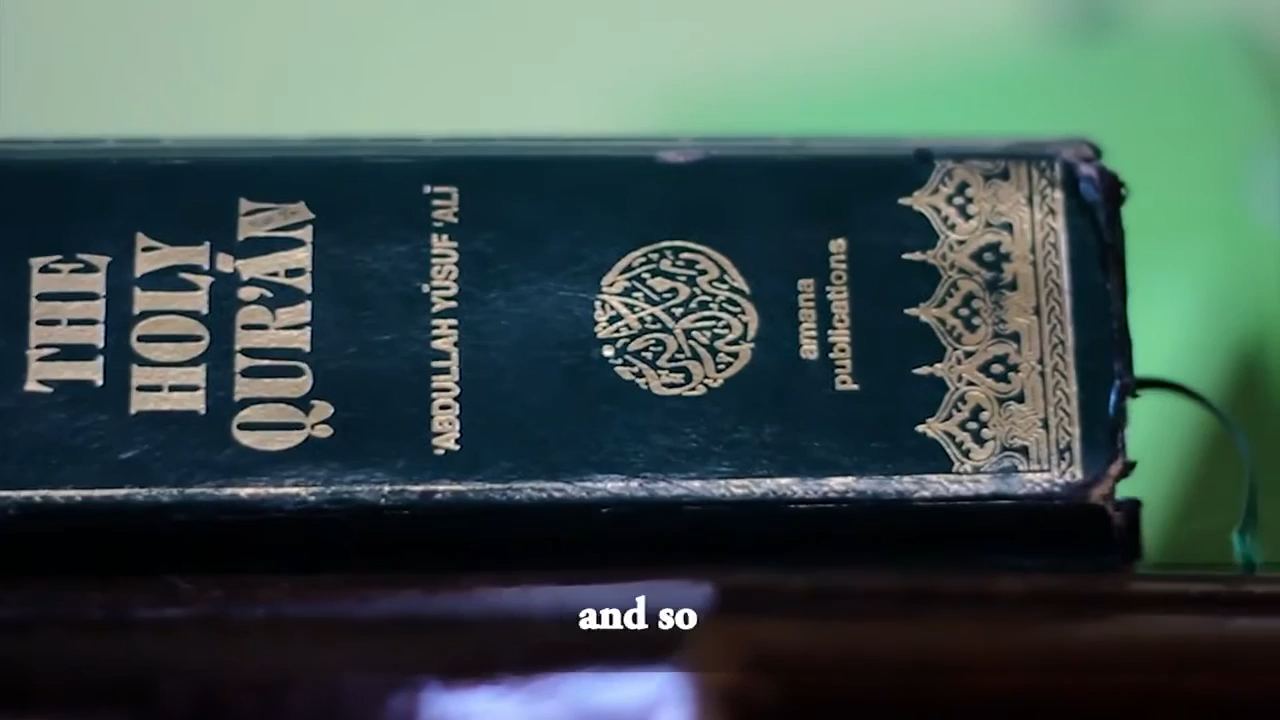 THE
HOLY
QUR'ĀN
'ABDULLAH YŪSUF 'ALĪ
amana
publications
and so